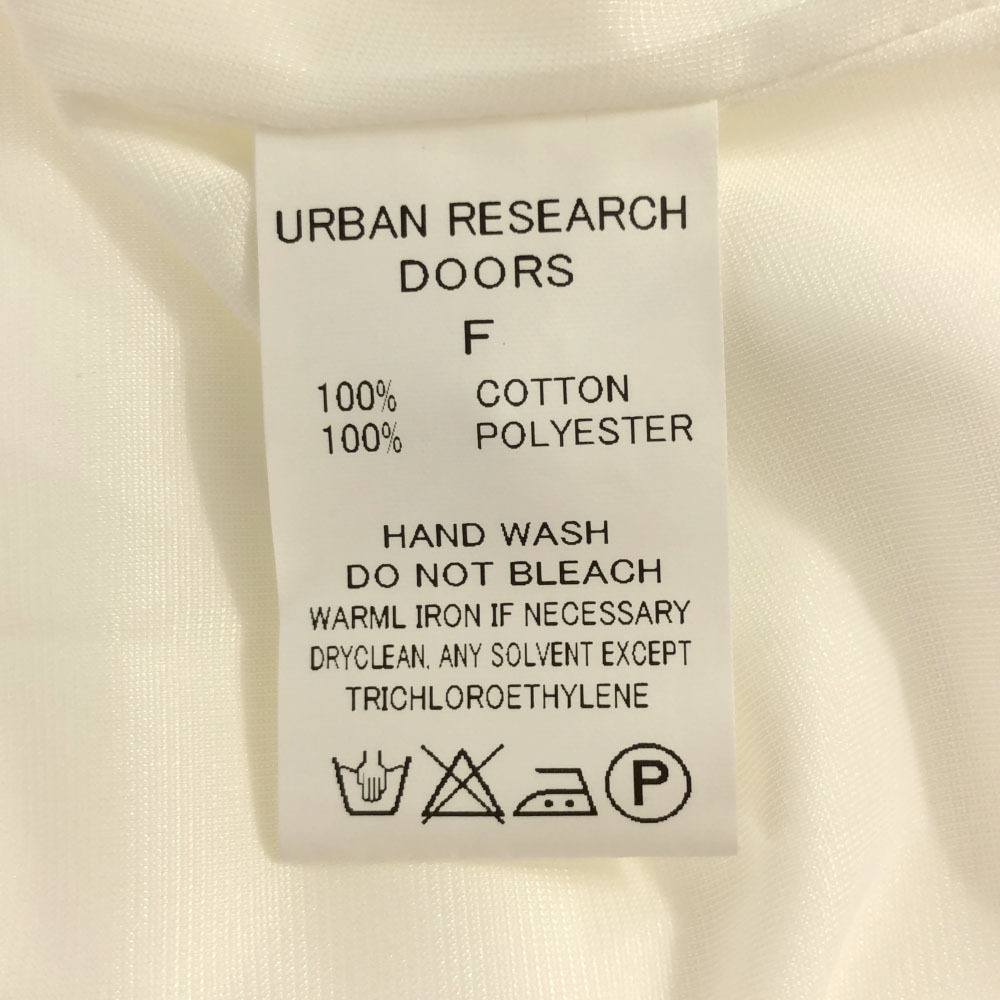 URBAN RESEARCH
DOORS
F
100% COTTON
100% POLYESTER
HAND WASH
DO NOT BLEACH
WARML IRON IF NECESSARY
DRYCLEAN. ANY SOLVENT EXCEPT
TRICHLOROETHYLENE
P